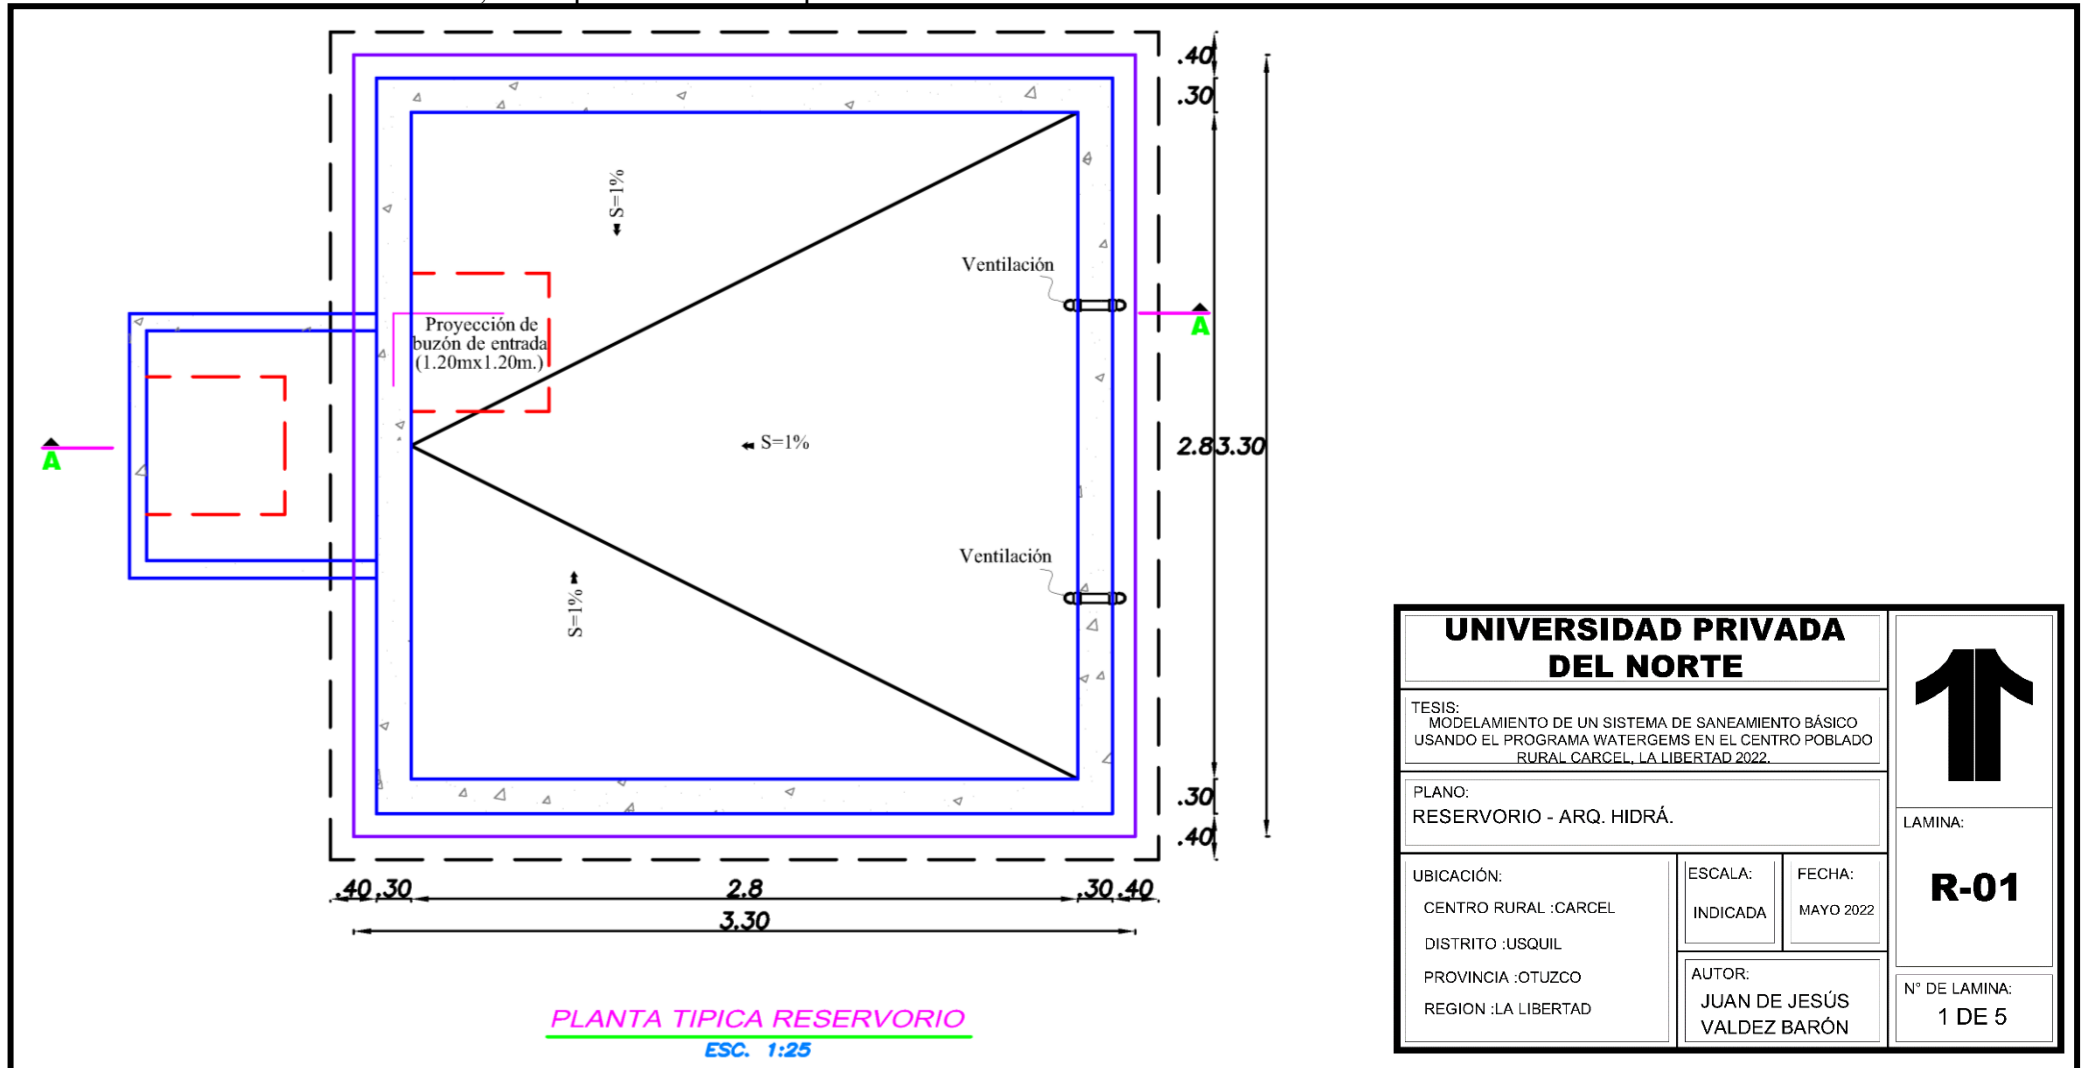 .40
.30
S=1%
Ventilación
Proyección de
buzón de entrada
(1.20mx1.20m.)
A
A
S=1%
2.8
3.30
Ventilación
S=1%
.30
.40
.40
.30
2.8
.30
.40
3.30
PLANTA TIPICA RESERVORIO
ESC. 1:25
UNIVERSIDAD PRIVADA
DEL NORTE
TESIS:
MODELAMIENTO DE UN SISTEMA DE SANEAMIENTO BÁSICO
USANDO EL PROGRAMA WATERGEMS EN EL CENTRO POBLADO
RURAL CARCEL, LA LIBERTAD 2022.
PLANO:
RESERVORIO - ARQ. HIDRÁ.
UBICACIÓN:
CENTRO RURAL :CARCEL
DISTRITO :USQUIL
PROVINCIA :OTUZCO
REGION :LA LIBERTAD
ESCALA:
INDICADA
FECHA:
MAYO 2022
AUTOR:
JUAN DE JESÚS
VALDEZ BARÓN
LAMINA:
R-01
N° DE LAMINA:
1 DE 5